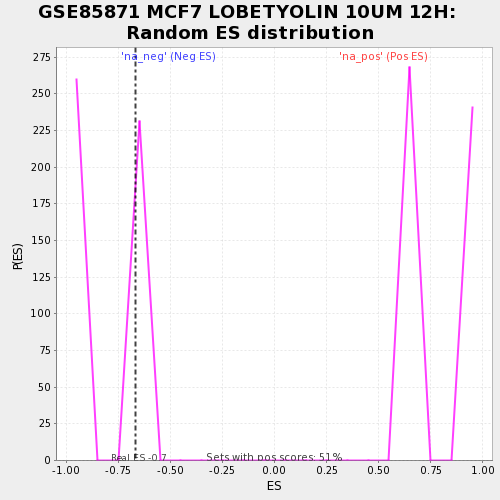 GSE85871 MCF7 LOBETYOLIN 10UM 12H:
Random ES distribution
'na_neg' (Neg ES) 'na_pos' (Pos ES)
275
250
225
200
175
150
125
100
75
50
25
0
P(ES)
Real ES -0.7 Sets with pos scores: 51%
-1.00 -0.75 -0.50 -0.25 0.00 0.25 0.50 0.75 1.00
ES